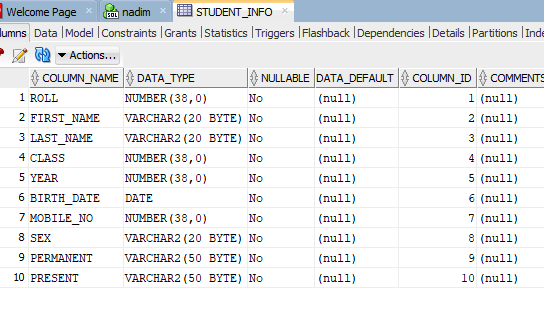 Welcome Page nadim STUDENT_INFO
Data Model Constraints Grants Statistics Triggers Flashback Dependencies Details Partitions
Actions...
COLUMN_NAME DATA_TYPE NULLABLE DATA_DEFAULT COLUMN_ID COMMENTS
1 ROLL NUMBER(38,0) No (null) 1 (null)
2 FIRST_NAME VARCHAR2(20 BYTE) No (null) 2 (null)
3 LAST_NAME VARCHAR2(20 BYTE) No (null) 3 (null)
4 CLASS NUMBER(38,0) No (null) 4 (null)
5 YEAR NUMBER(38,0) No (null) 5 (null)
6 BIRTH_DATE DATE No (null) 6 (null)
7 MOBILE_NO NUMBER(38,0) No (null) 7 (null)
8 SEX VARCHAR2(20 BYTE) No (null) 8 (null)
9 PERMANENT VARCHAR2(50 BYTE) No (null) 9 (null)
10 PRESENT VARCHAR2(50 BYTE) No (null) 10 (null)